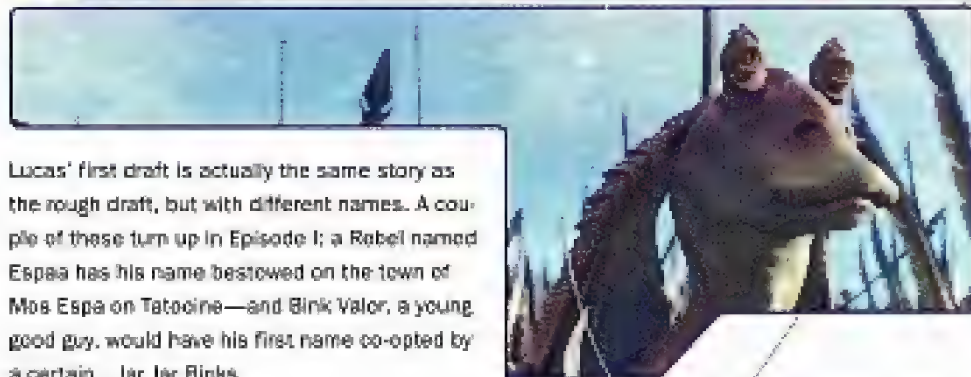 Lucas' first draft is actually the same story as
the rough draft, but with different names. A cou-
ple of these turn up in Episode I: a Rebel named
Espaa has his name bestowed on the town of
Mos Espa on Tatooine—and Bink Valor, a young
good guy, would have his first name co-opted by
a certain... Jar Jar Binks.